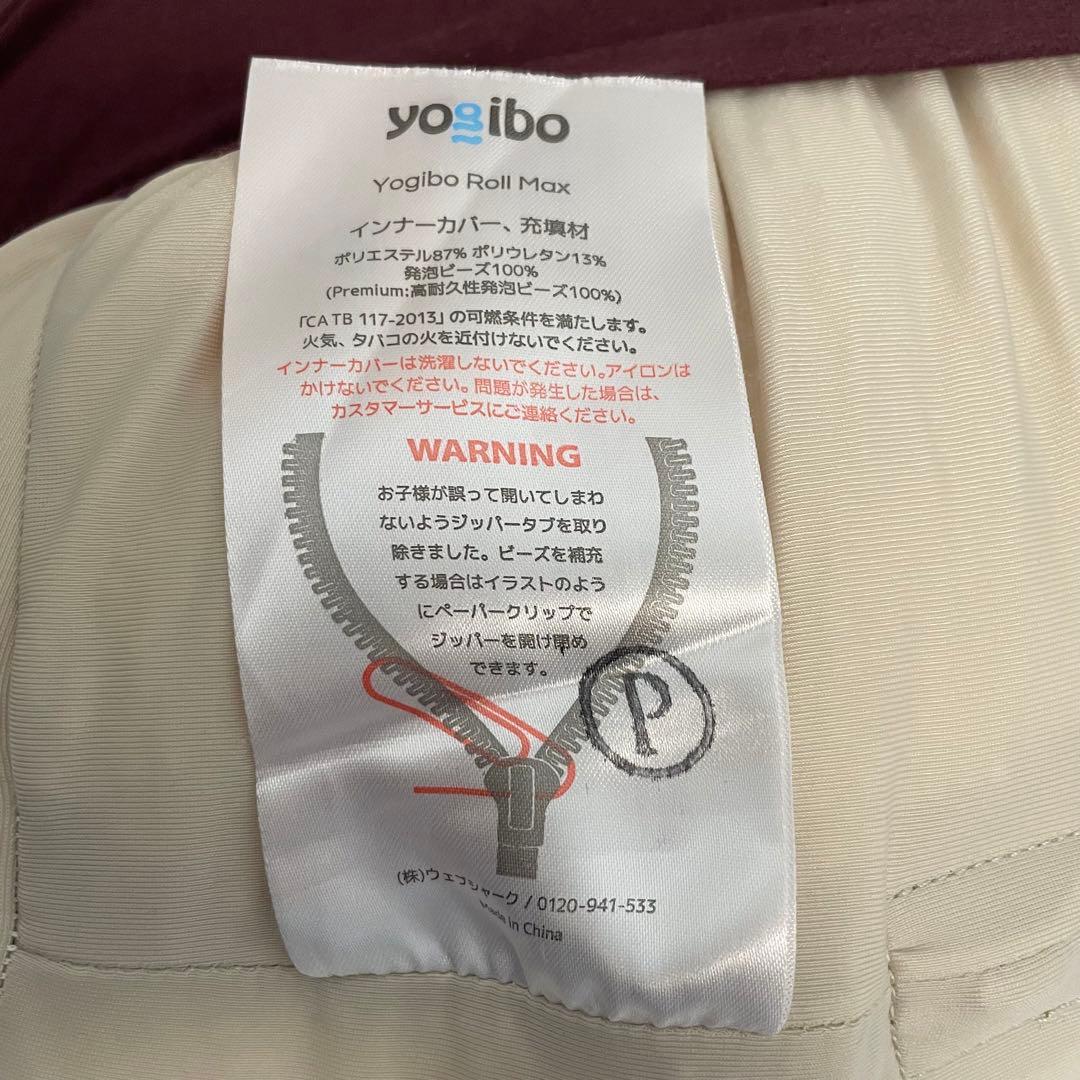 yogibo
Yogibo Roll Max
インナーカバー、充填材
ポリエステル87% ポリウレタン13%
発泡ビーズ100%
(Premium:高耐久性発泡ビーズ100%)
「CA TB 117-2013」の可燃条件を満たします。
火気、タバコの火を近付けないでください。
インナーカバーは洗濯しないでください。アイロンは
かけないでください。問題が発生した場合は、
カスタマーサービスにご連絡ください。
WARNING
お子様が誤って開いてしまわ
ないようジッパータブを取り
除きました。ビーズを補充
する場合はイラストのよう
にペーパークリップで
ジッパーを開け閉め
できます。
P
(株)ウェブシャーク / 0120-941-533
Made in China